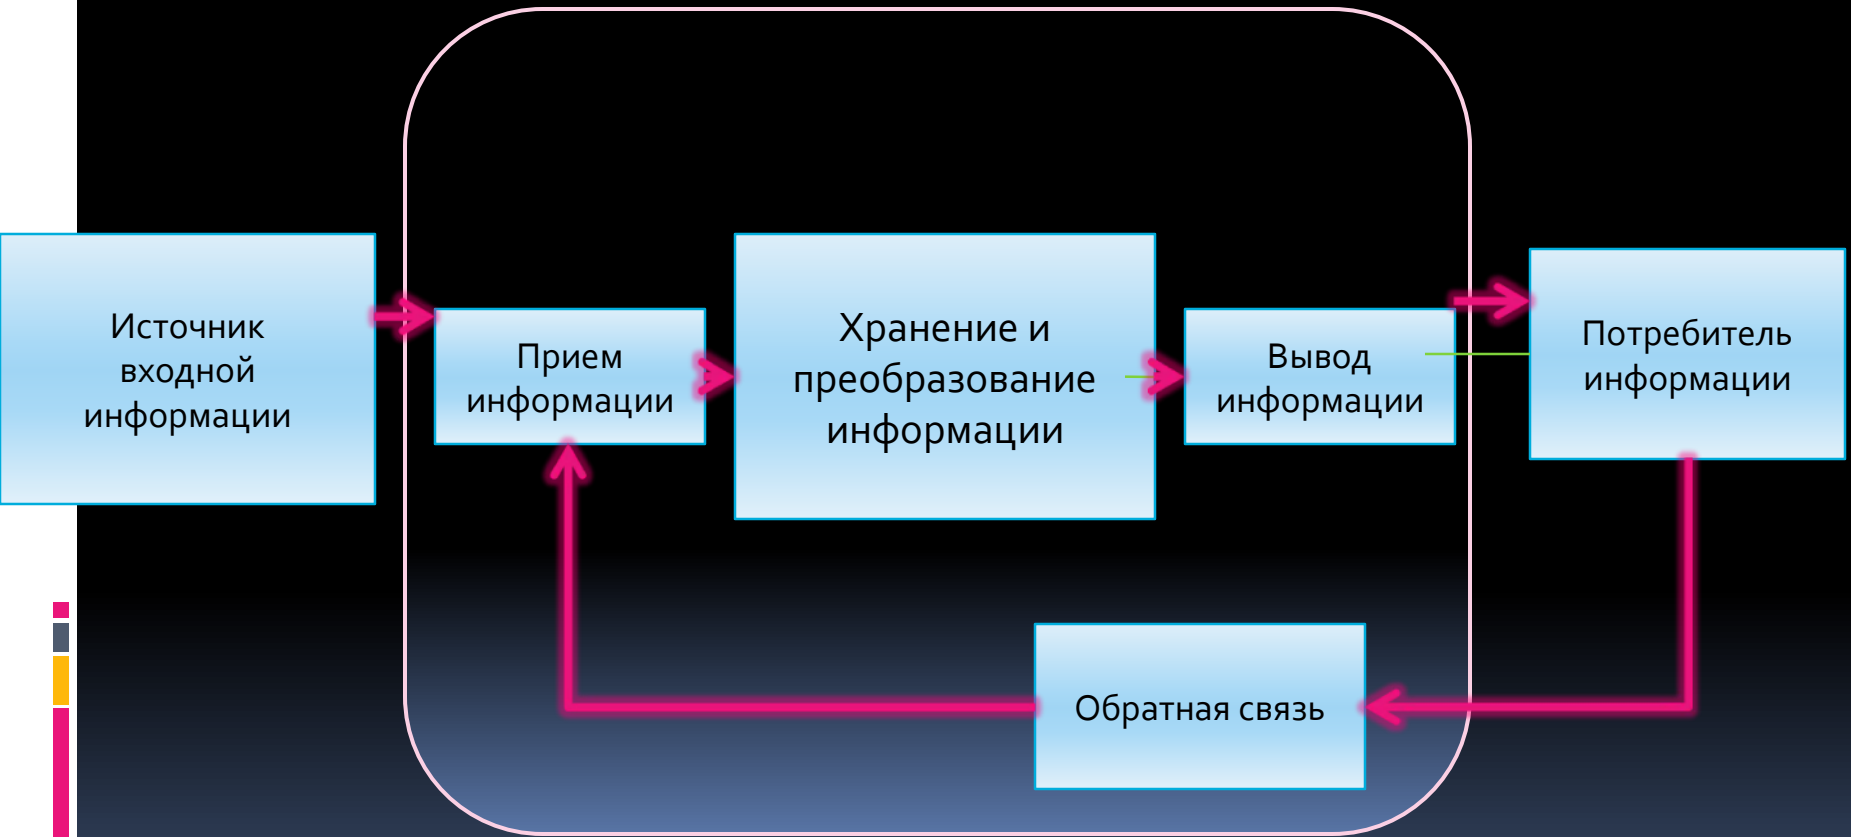 Источник
входной
информации
Прием
информации
Хранение и
преобразование
информации
Вывод
информации
Потребитель
информации
Обратная связь